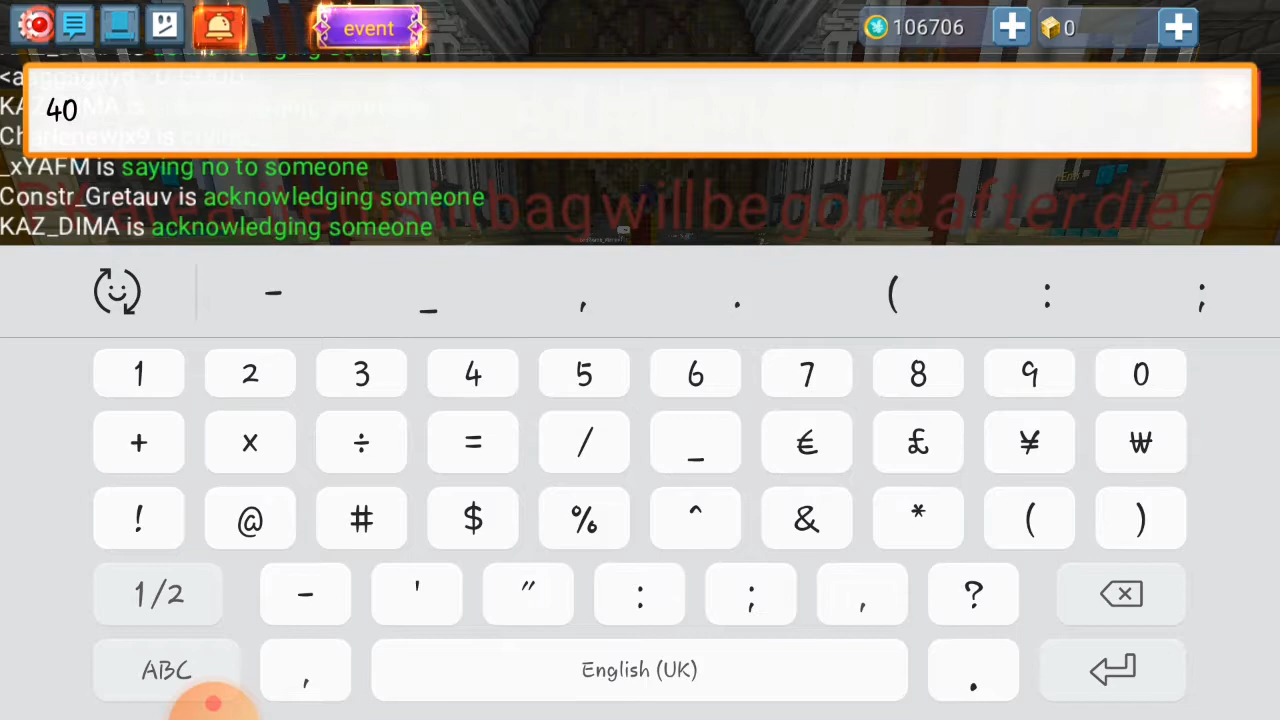 event
106706
0
40
_xYAFM is saying no to someone
Constr_Gretauv is acknowledging someone
KAZ_DIMA is acknowledging someone
bag will be gone after died
- _ , . ( : ;
1 2 3 4 5 6 7 8 9 0
+ × ÷ = / _ € £ ¥ ₩
! @ # $ % ^ & * ( )
1/2 - ' " : ; , ?
ABC , English (UK) .